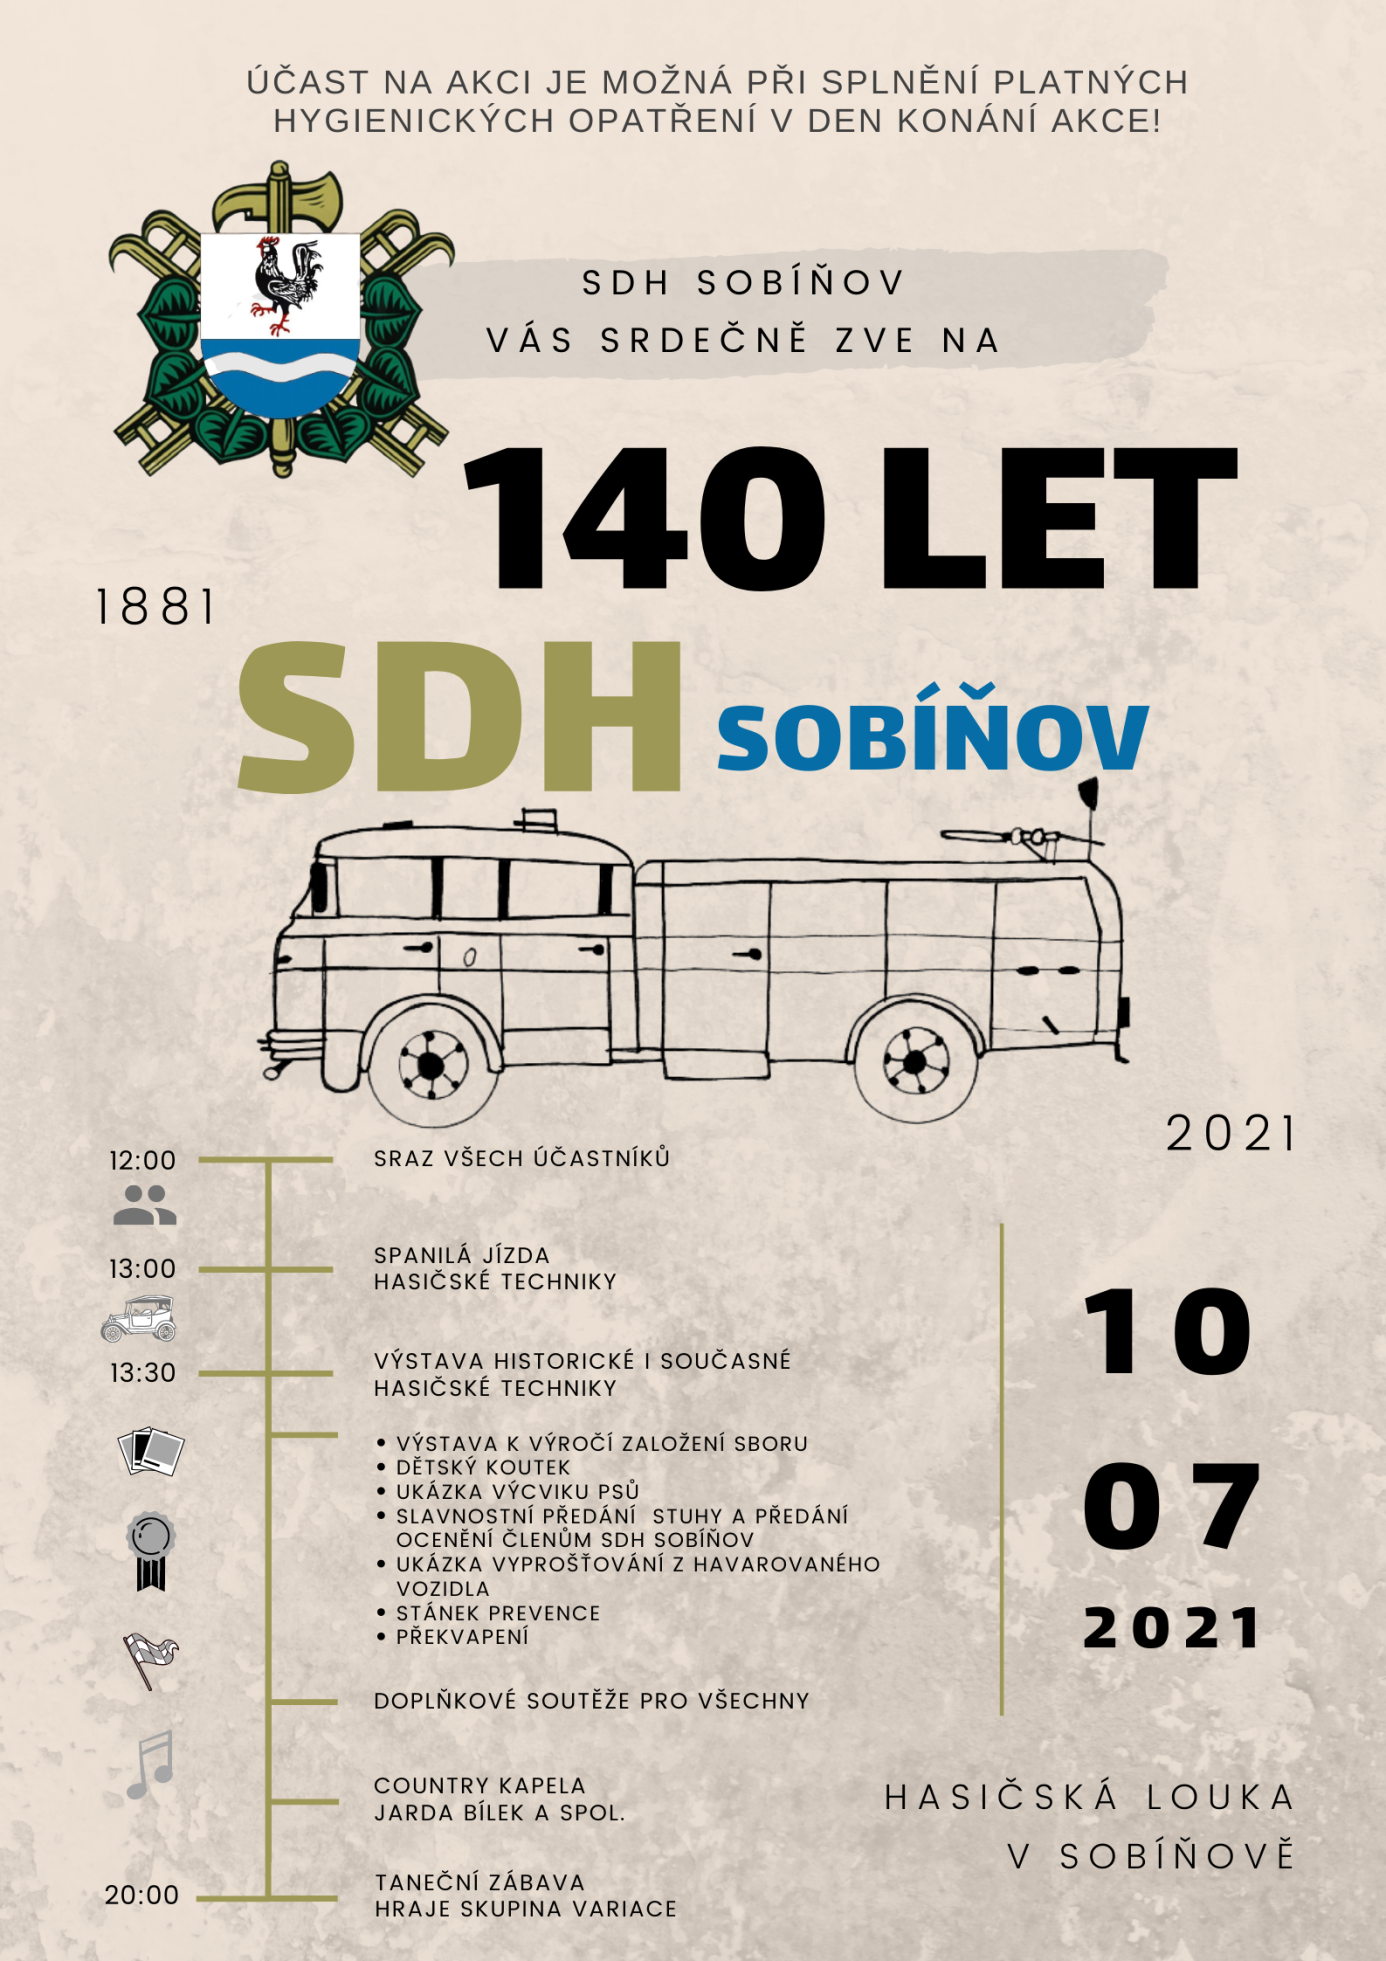 ÚČAST NA AKCI JE MOŽNÁ PŘI SPLNĚNÍ PLATNÝCH
HYGIENICKÝCH OPATŘENÍ V DEN KONÁNÍ AKCE!
SDH SOBÍŇOV
VÁS SRDEČNĚ ZVE NA
140 LET
1881
SDH SOBÍŇOV
2021
12:00 SRAZ VŠECH ÚČASTNÍKŮ
13:00 SPANILÁ JÍZDA
HASIČSKÉ TECHNIKY
13:30 VÝSTAVA HISTORICKÉ I SOUČASNÉ
HASIČSKÉ TECHNIKY
• VÝSTAVA K VÝROČÍ ZALOŽENÍ SBORU
• DĚTSKÝ KOUTEK
• UKÁZKA VÝCVIKU PSŮ
• SLAVNOSTNÍ PŘEDÁNÍ STUHY A PŘEDÁNÍ
OCENĚNÍ ČLENŮM SDH SOBÍŇOV
• UKÁZKA VYPROŠŤOVÁNÍ Z HAVAROVANÉHO
VOZIDLA
• STÁNEK PREVENCE
• PŘEKVAPENÍ
DOPLŇKOVÉ SOUTĚŽE PRO VŠECHNY
COUNTRY KAPELA
JARDA BÍLEK A SPOL.
20:00 TANEČNÍ ZÁBAVA
HRAJE SKUPINA VARIACE
10
07
2021
HASIČSKÁ LOUKA
V SOBÍŇOVĚ